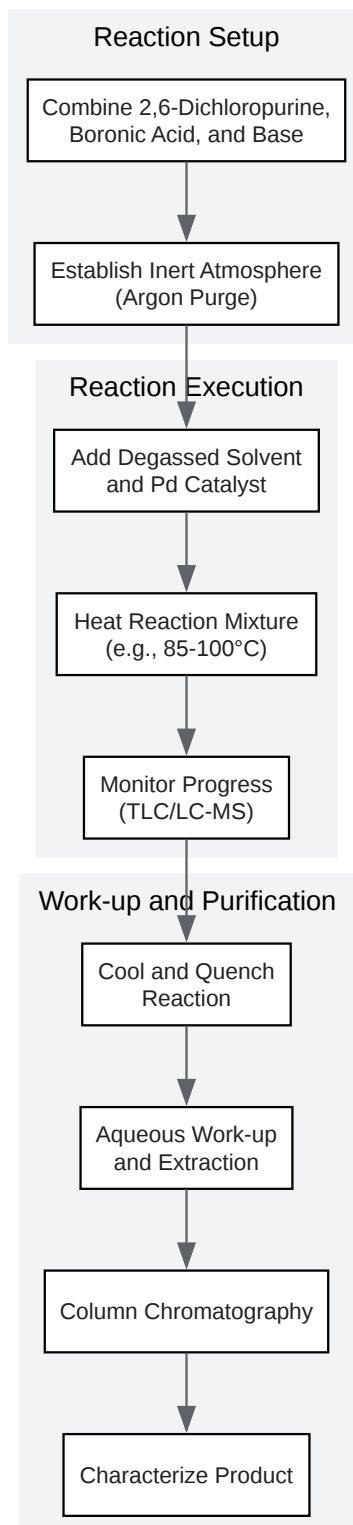 Reaction Setup
Combine 2,6-Dichloropurine,
Boronic Acid, and Base
Establish Inert Atmosphere
(Argon Purge)
Reaction Execution
Add Degassed Solvent
and Pd Catalyst
Heat Reaction Mixture
(e.g., 85-100°C)
Monitor Progress
(TLC/LC-MS)
Work-up and Purification
Cool and Quench
Reaction
Aqueous Work-up
and Extraction
Column Chromatography
Characterize Product